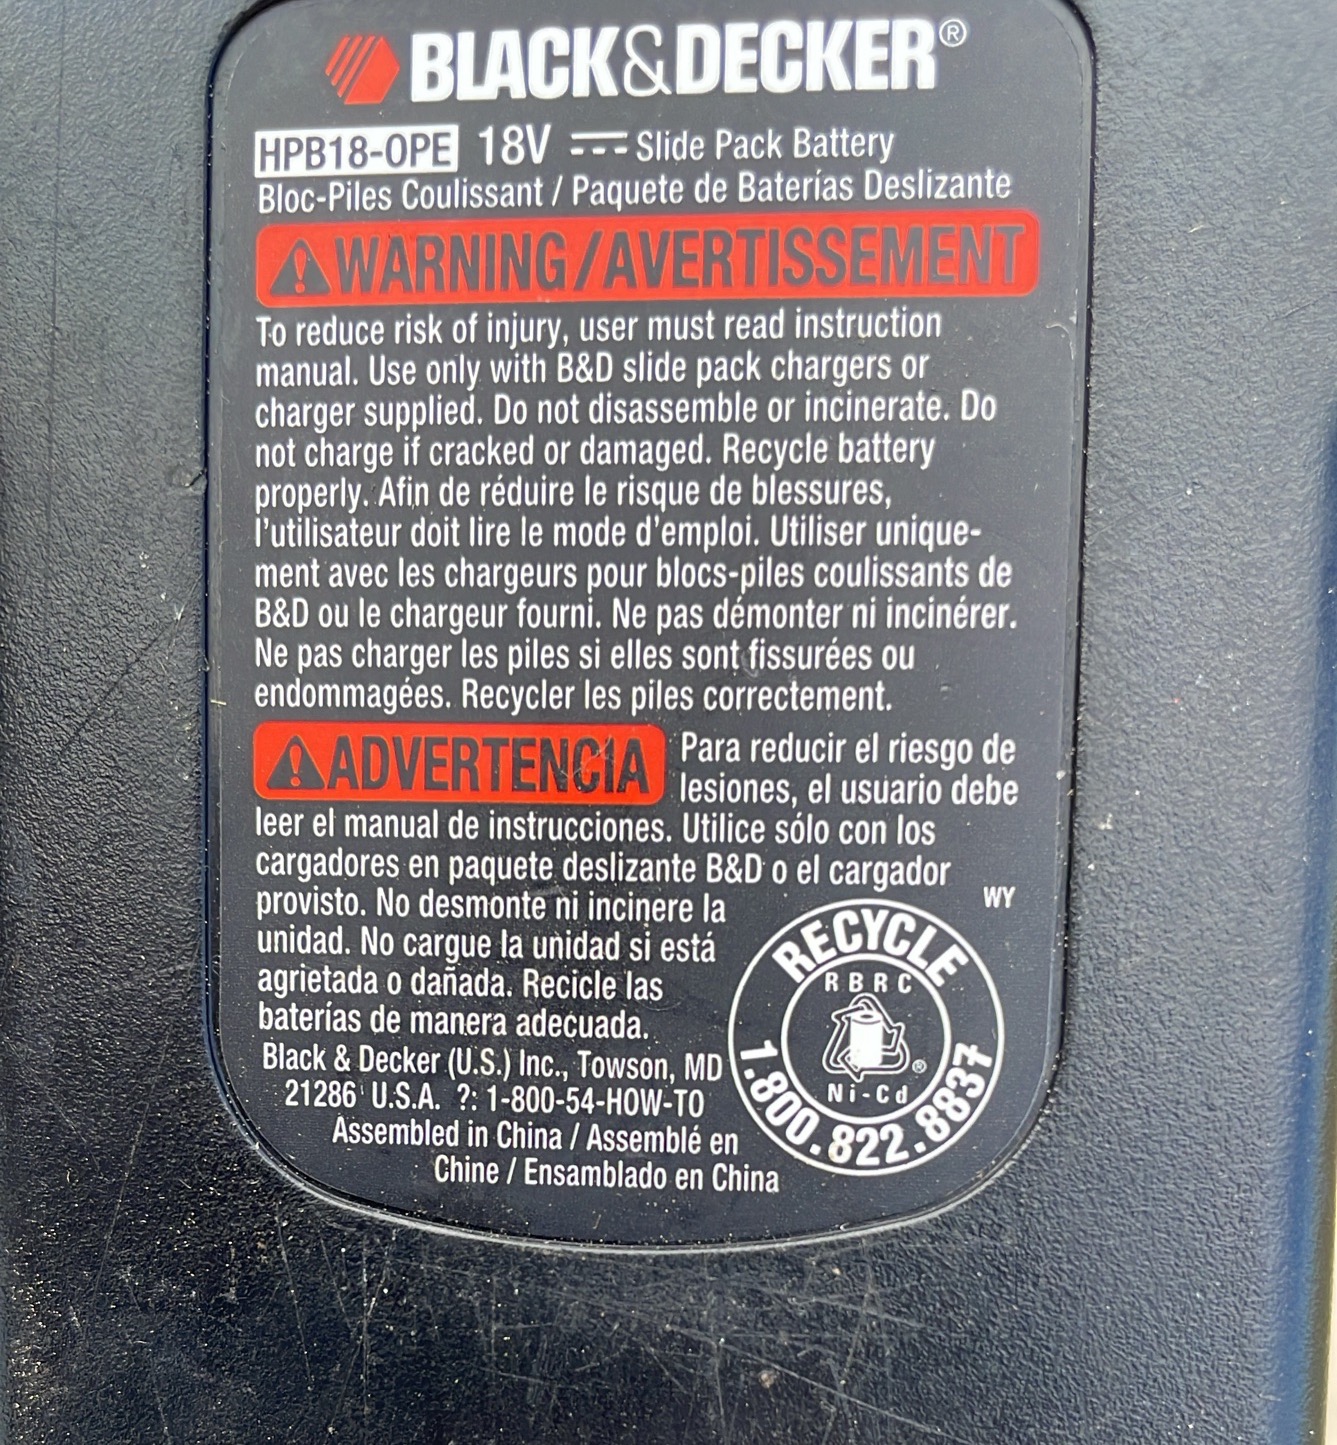 BLACK&DECKER®
HPB18-OPE 18V ⎓ Slide Pack Battery
Bloc-Piles Coulissant / Paquete de Baterías Deslizante
⚠WARNING/AVERTISSEMENT
To reduce risk of injury, user must read instruction
manual. Use only with B&D slide pack chargers or
charger supplied. Do not disassemble or incinerate. Do
not charge if cracked or damaged. Recycle battery
properly. Afin de réduire le risque de blessures,
l'utilisateur doit lire le mode d'emploi. Utiliser unique-
ment avec les chargeurs pour blocs-piles coulissants de
B&D ou le chargeur fourni. Ne pas démonter ni incinérer.
Ne pas charger les piles si elles sont fissurées ou
endommagées. Recycler les piles correctement.
⚠ADVERTENCIA Para reducir el riesgo de
lesiones, el usuario debe
leer el manual de instrucciones. Utilice sólo con los
cargadores en paquete deslizante B&D o el cargador
provisto. No desmonte ni incinere la
unidad. No cargue la unidad si está
agrietada o dañada. Recicle las
baterías de manera adecuada.
Black & Decker (U.S.) Inc., Towson, MD
21286 U.S.A. ?: 1-800-54-HOW-TO
Assembled in China / Assemblé en
Chine / Ensamblado en China
WY
RECYCLE
RBRC
®
Ni-Cd
1.800.822.8837